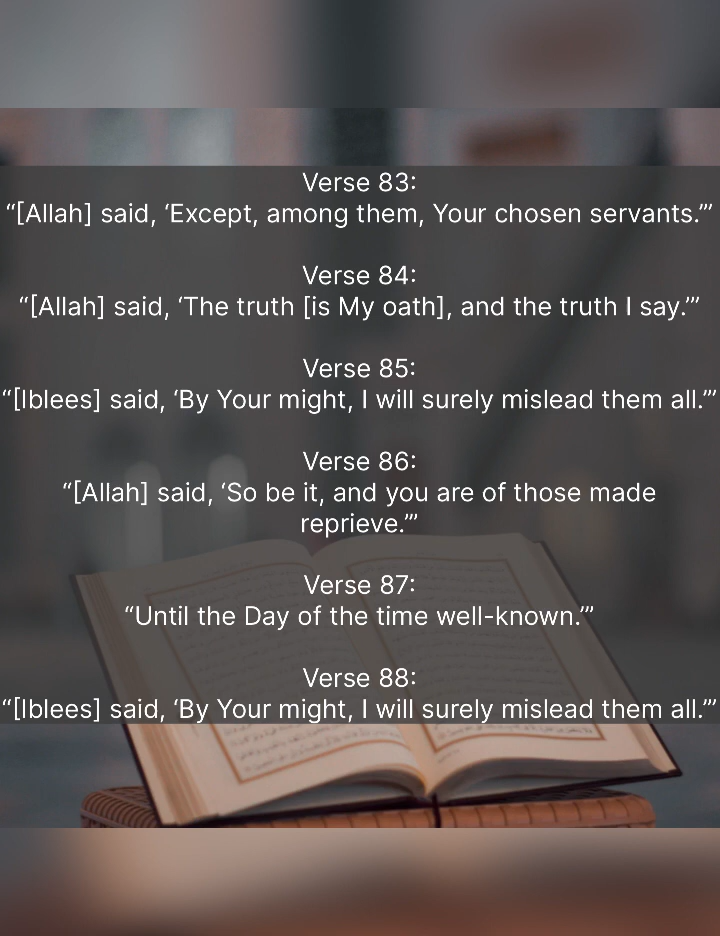 Verse 83:
“[Allah] said, ‘Except, among them, Your chosen servants.’”
Verse 84:
“[Allah] said, ‘The truth [is My oath], and the truth I say.’”
Verse 85:
“[Iblees] said, ‘By Your might, I will surely mislead them all.’”
Verse 86:
“[Allah] said, ‘So be it, and you are of those made
reprieve.’”
Verse 87:
“Until the Day of the time well-known.’”
Verse 88:
“[Iblees] said, ‘By Your might, I will surely mislead them all.’”